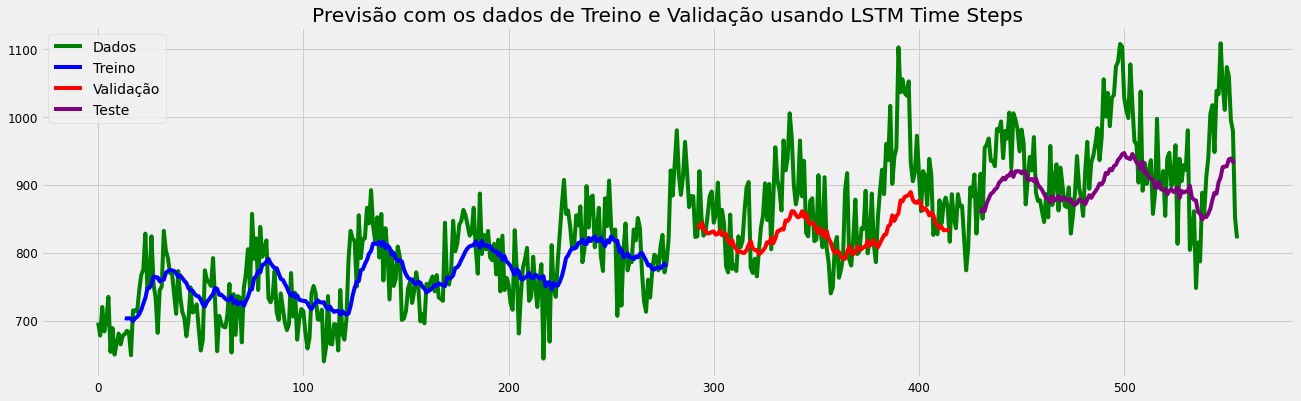 Previsão com os dados de Treino e Validação usando LSTM Time Steps
Dados
Treino
Validação
Teste
1100
1000
900
800
700
0 100 200 300 400 500